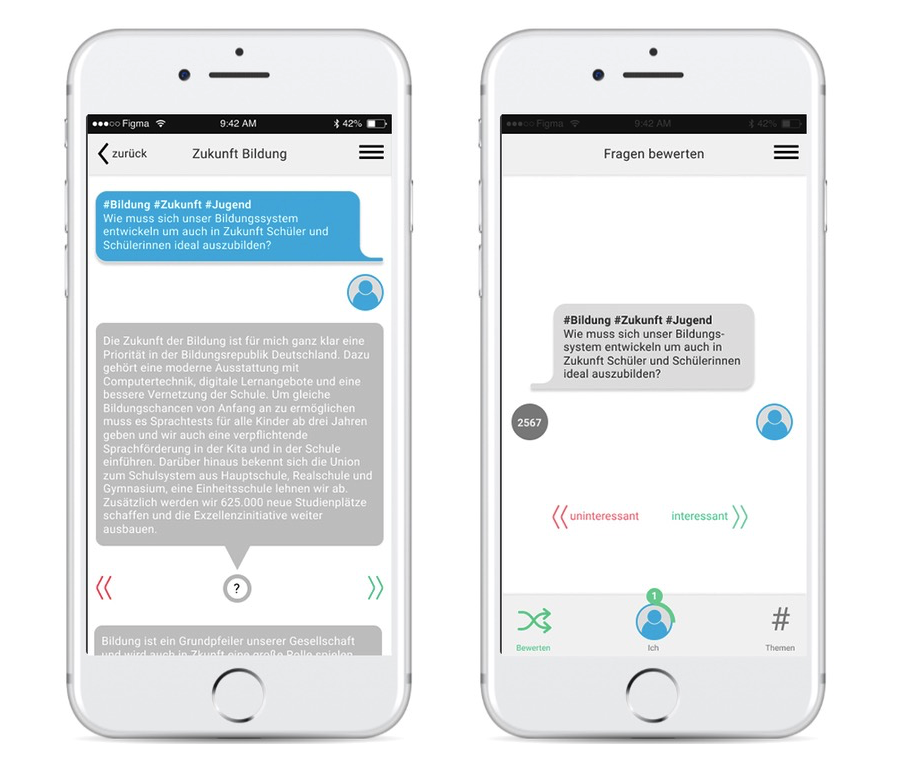 Figma 9:42 AM 42%
zurück Zukunft Bildung
#Bildung #Zukunft #Jugend
Wie muss sich unser Bildungssystem
entwickeln um auch in Zukunft Schüler und
Schülerinnen ideal auszubilden?
Die Zukunft der Bildung ist für mich ganz klar eine
Priorität in der Bildungsrepublik Deutschland. Dazu
gehört eine moderne Ausstattung mit
Computertechnik, digitale Lernangebote und eine
bessere Vernetzung der Schule. Um gleiche
Bildungschancen von Anfang an zu ermöglichen
muss es Sprachtests für alle Kinder ab drei Jahren
geben und wir auch eine verpflichtende
Sprachförderung in der Kita und in der Schule
einführen. Darüber hinaus bekennt sich die Union
zum Schulsystem aus Hauptschule, Realschule und
Gymnasium, eine Einheitsschule lehnen wir ab.
Zusätzlich werden wir 625.000 neue Studienplätze
schaffen und die Exzellenzinitiative weiter
ausbauen.
?
Bildung ist ein Grundpfeiler unserer Gesellschaft
und wird auch in Zkunft eine große Rolle spielen
Figma 9:42 AM 42%
Fragen bewerten
#Bildung #Zukunft #Jugend
Wie muss sich unser Bildungs-
system entwickeln um auch in
Zukunft Schüler und Schülerinnen
ideal auszubilden?
2567
uninteressant interessant
1
#
Bewerten Ich Themen